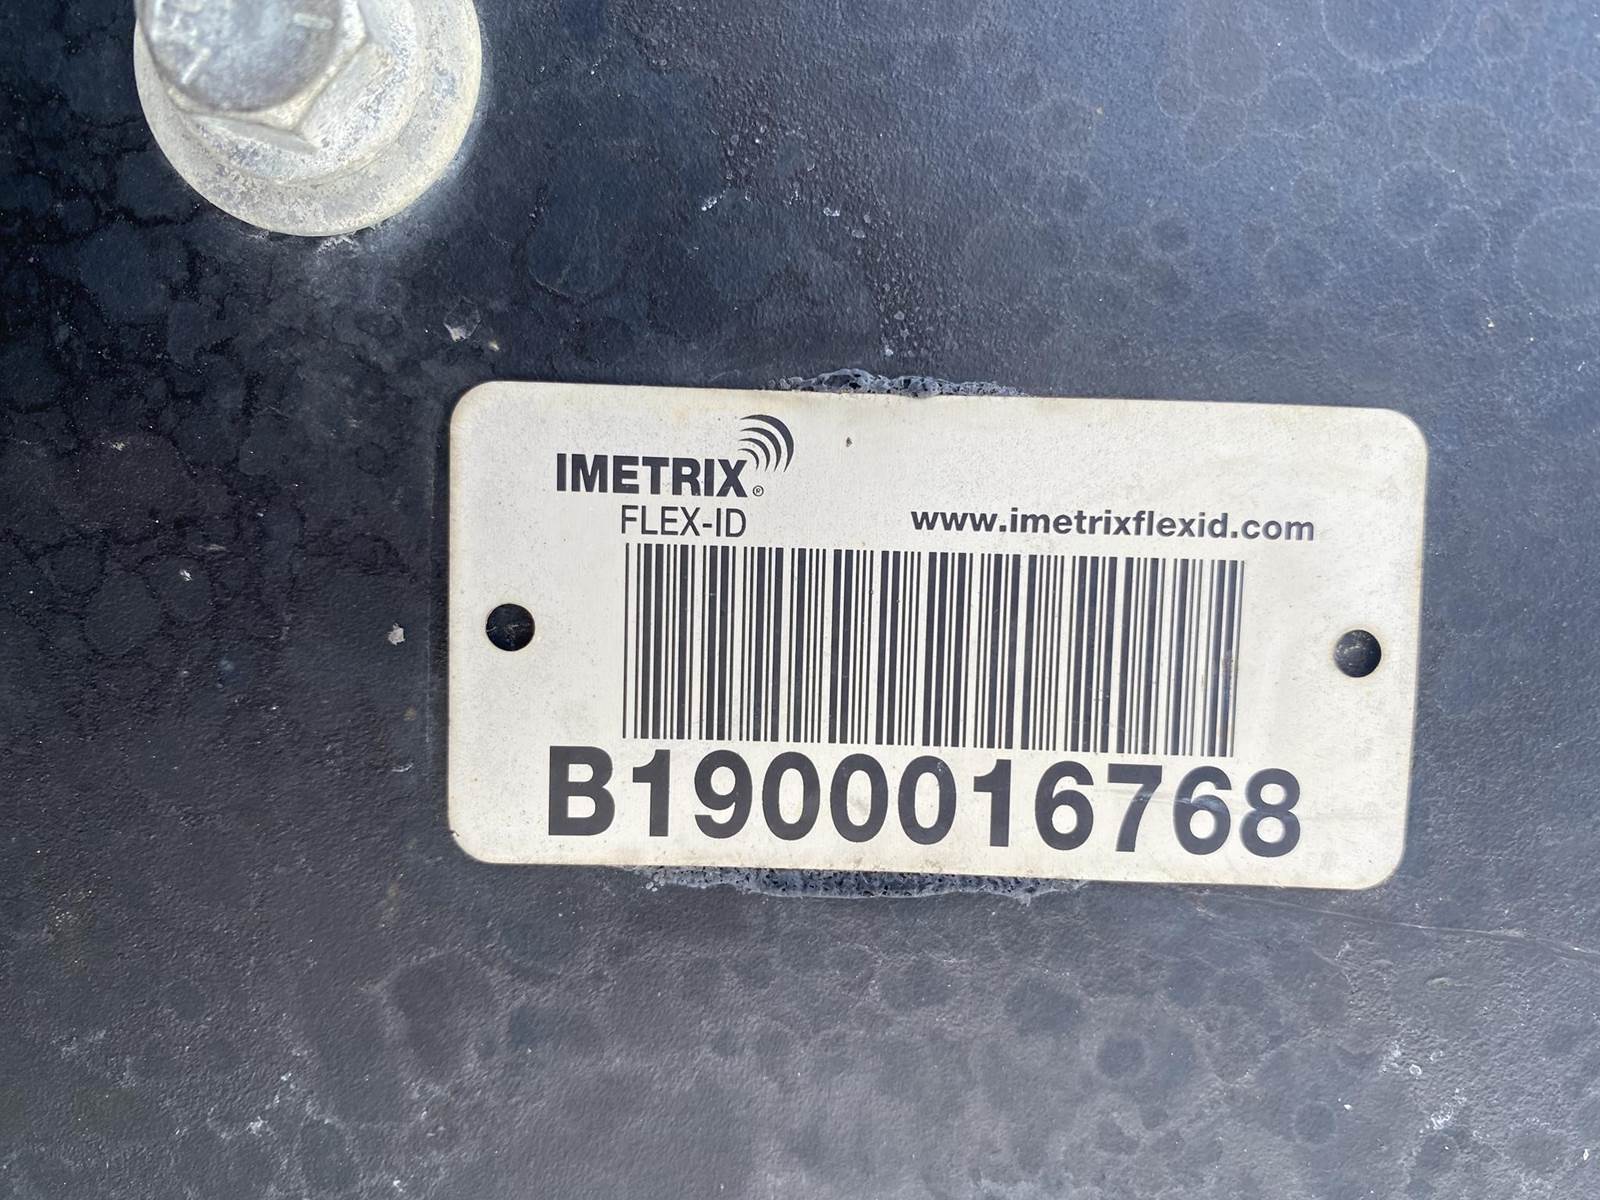 IMETRIX®
FLEX-ID
www.imetrixflexid.com
B1900016768